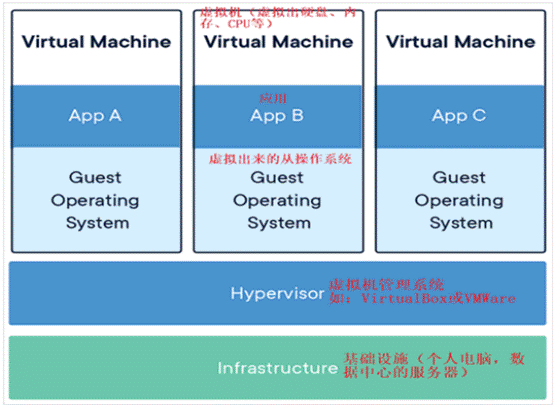 虚拟机（虚拟出硬盘、内
存、CPU等）
Virtual Machine
Virtual Machine
Virtual Machine
应用
App A
App B
App C
虚拟出来的从操作系统
Guest
Operating
System
Guest
Operating
System
Guest
Operating
System
Hypervisor
虚拟机管理系统
如：VirtualBox或VMWare
Infrastructure
基础设施（个人电脑，数
据中心的服务器）